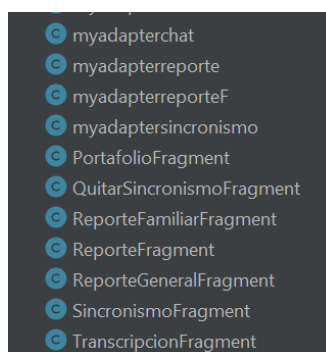 myadapterchat
myadapterreporte
myadapterreporteF
myadaptersincronismo
PortafolioFragment
QuitarSincronismoFragment
ReporteFamiliarFragment
ReporteFragment
ReporteGeneralFragment
SincronismoFragment
TranscripcionFragment